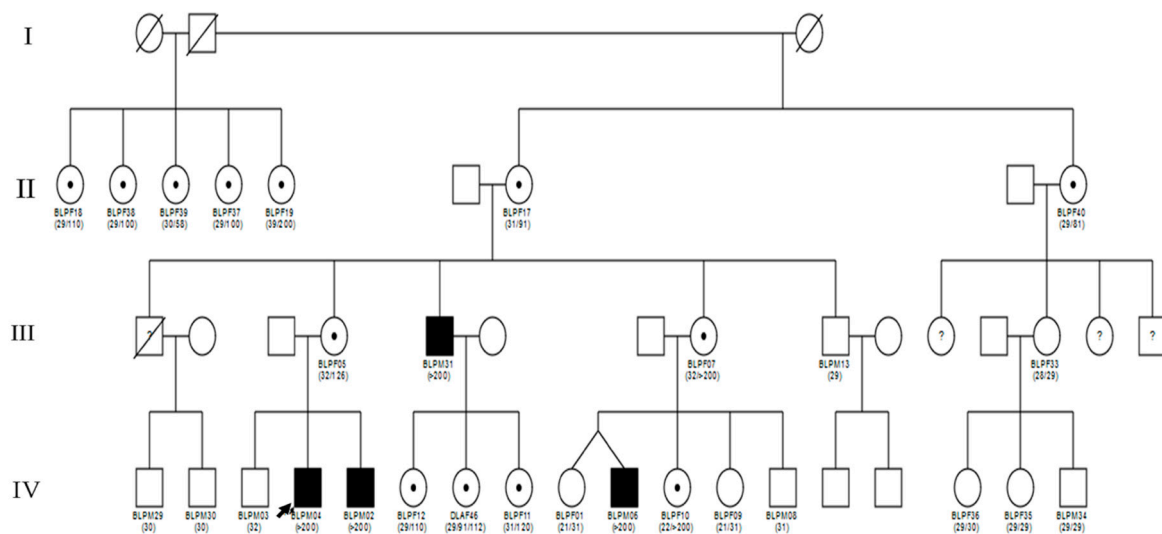 I
II
BLPF18 BLPF38 BLPF39 BLPF37 BLPF19 BLPF17 BLPF40
(29/110) (29/100) (30/58) (29/100) (39/200) (31/91) (29/81)
III
? ? ? ?
BLPF05 BLPM31 BLPF07 BLPM13 BLPF33
(32/126) (>200) (32/>200) (29) (28/29)
IV
BLPM29 BLPM30 BLPM03 BLPM04 BLPM02 BLPF12 DLAF46 BLPF11 BLPF01 BLPM06 BLPF10 BLPF09 BLPM08 BLPF36 BLPF35 BLPM34
(30) (30) (32) (>200) (>200) (29/110) (29/91/112) (31/120) (21/31) (>200) (22/>200) (21/31) (31) (29/30) (29/29) (29/29)